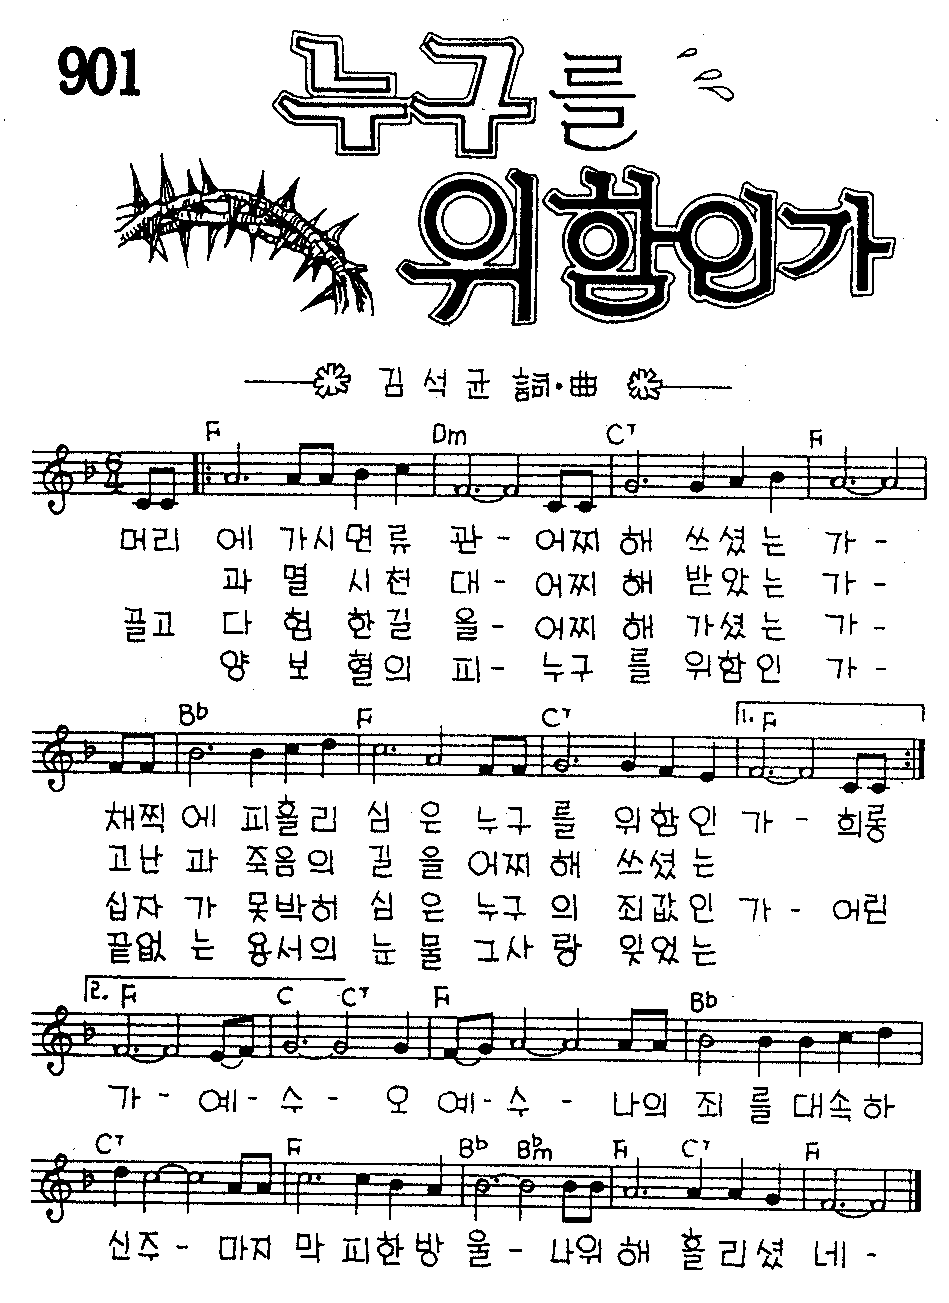 901
누구를
위함인가
김석균 詞·曲
F Dm C7 F
머리 에 가시면류 관 - 어찌 해 쓰셨는 가 -
과 멸 시천 대 - 어찌 해 받았는 가 -
골고 다 험 한길 을 - 어찌 해 가셨는 가 -
양 보 혈의 피 - 누구 를 위함인 가 -
Bb F C7 1. F
채찍 에 피흘리 심 은 누구 를 위함인 가 - 희롱
고난 과 죽음의 길 을 어찌 해 쓰셨 는
십자 가 못박히 심 은 누구 의 죄값인 가 - 어린
끝없 는 용서의 눈 물 그사 랑 잊었 는
2. F C C7 F Bb
가 - 예 - 수 - 오 예 - 수 - 나의 죄 를 대속하
C7 F Bb Bbm F C7 F
신주 - 마지 막 피한방 울 - 나위 해 흘 리셨 네 -